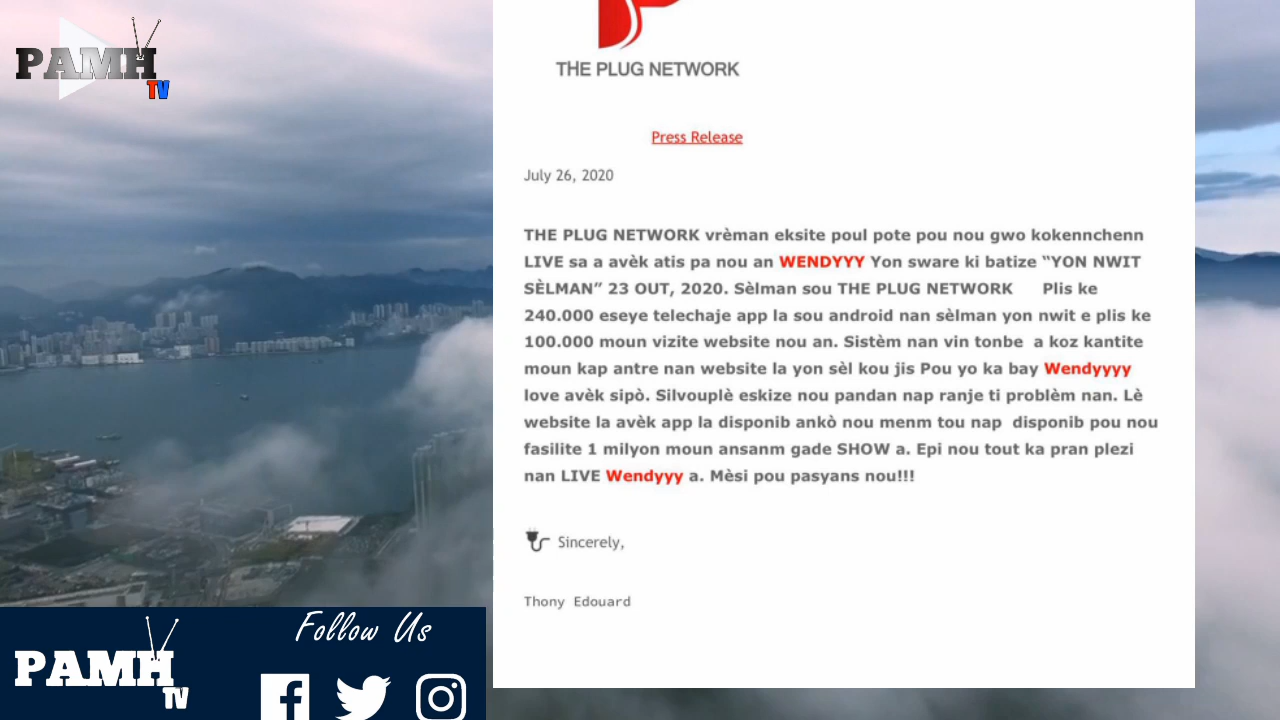 PAMH
TV
THE PLUG NETWORK
Press Release
July 26, 2020
THE PLUG NETWORK vrèman eksite poul pote pou nou gwo kokennchenn
LIVE sa a avèk atis pa nou an WENDYYY Yon sware ki batize “YON NWIT
SÈLMAN” 23 OUT, 2020. Sèlman sou THE PLUG NETWORK Plis ke
240.000 eseye telechaje app la sou android nan sèlman yon nwit e plis ke
100.000 moun vizite website nou an. Sistèm nan vin tonbe a koz kantite
moun kap antre nan website la yon sèl kou jis Pou yo ka bay Wendyyyy
love avèk sipò. Silvouplè eskize nou pandan nap ranje ti problèm nan. Lè
website la avèk app la disponib ankò nou menm tou nap disponib pou nou
fasilite 1 milyon moun ansanm gade SHOW a. Epi nou tout ka pran plezi
nan LIVE Wendyyy a. Mèsi pou pasyans nou!!!
Sincerely,
Thony Edouard
Follow Us
PAMH
TV